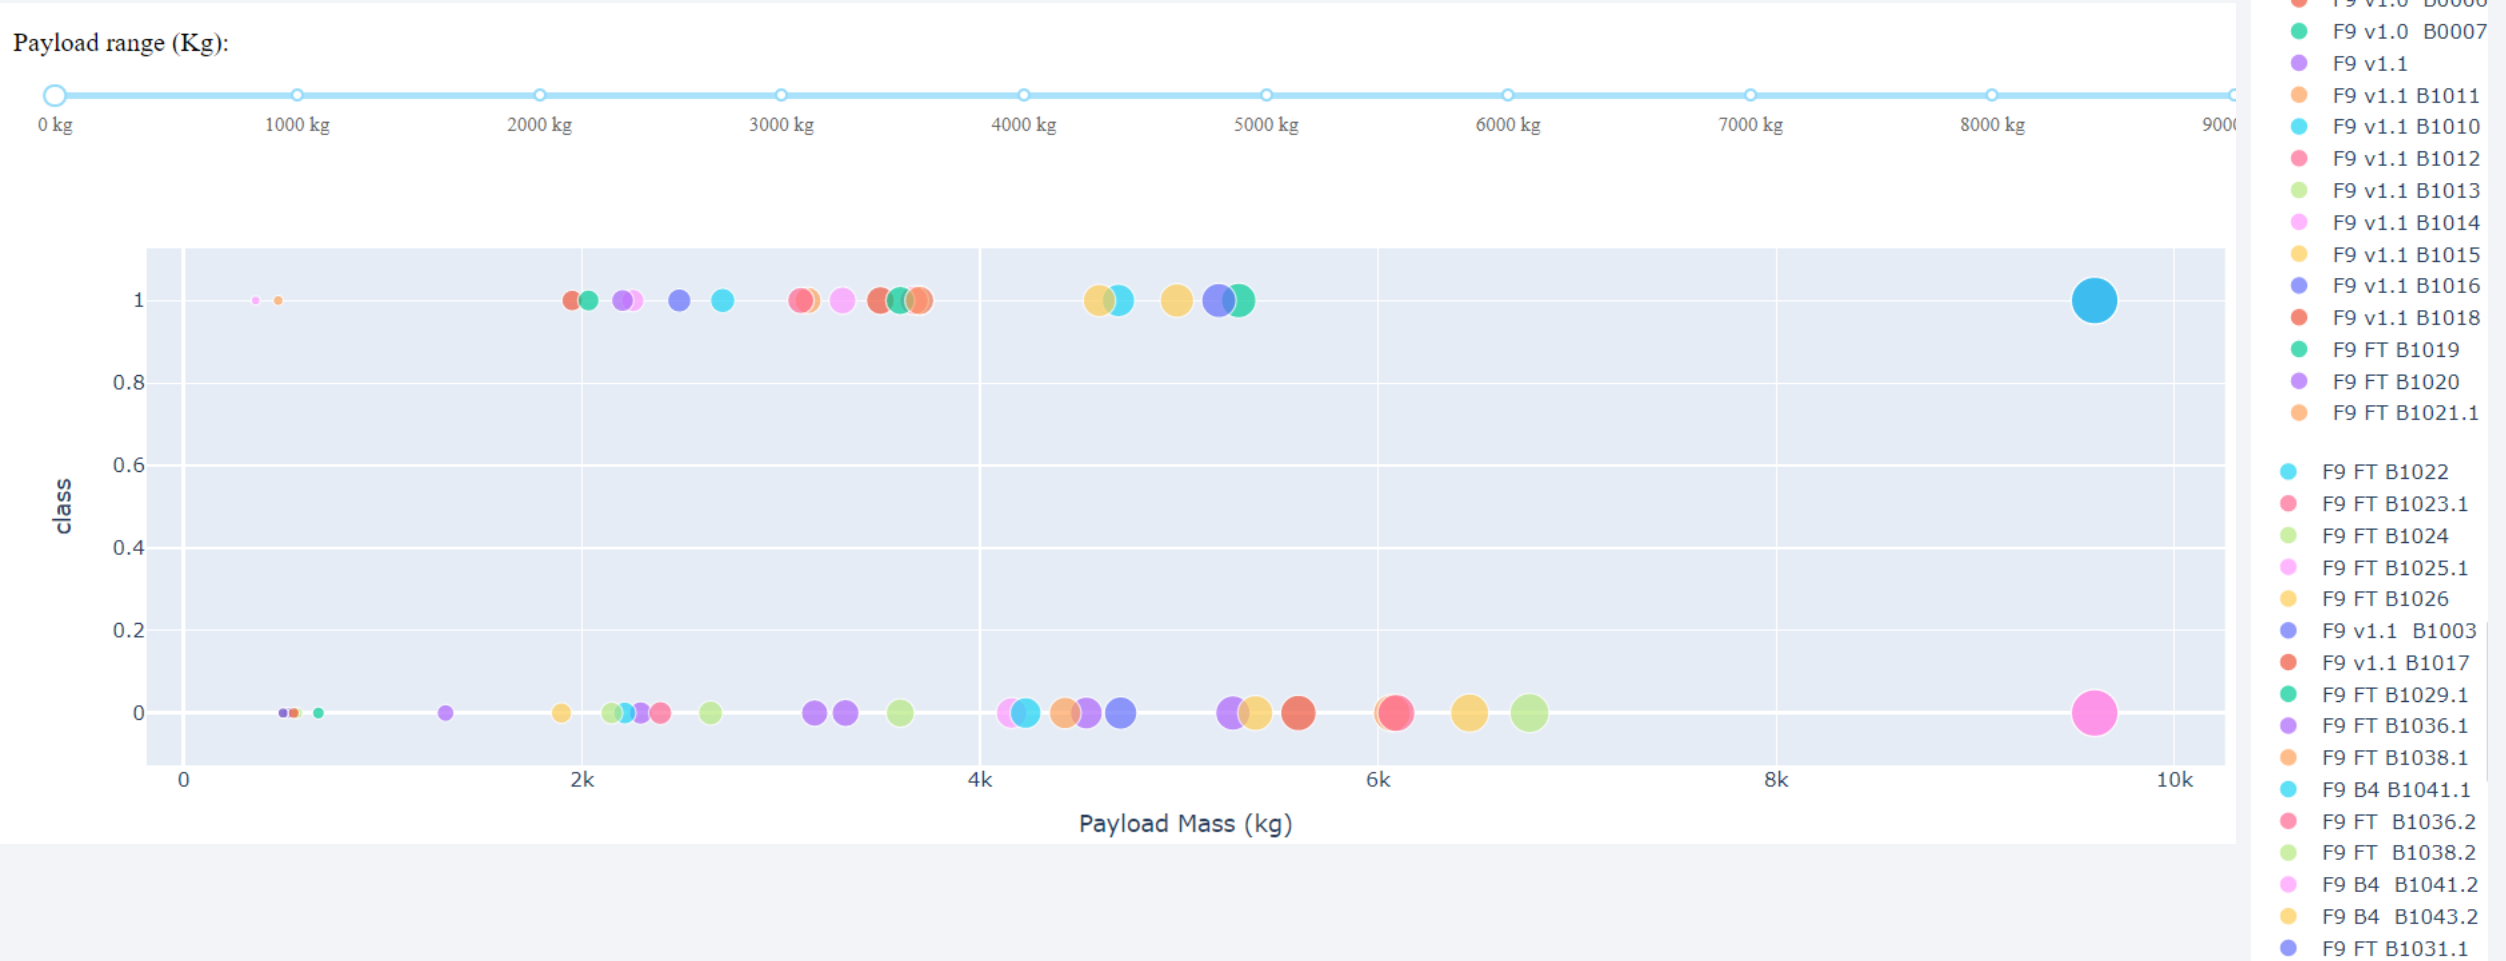 Payload range (Kg):
0 kg 1000 kg 2000 kg 3000 kg 4000 kg 5000 kg 6000 kg 7000 kg 8000 kg
1
0.8
0.6
0.4
0.2
0
class
0 2k 4k 6k 8k 10k
Payload Mass (kg)
F9 v1.0  B0007
F9 v1.1
F9 v1.1 B1011
F9 v1.1 B1010
F9 v1.1 B1012
F9 v1.1 B1013
F9 v1.1 B1014
F9 v1.1 B1015
F9 v1.1 B1016
F9 v1.1 B1018
F9 FT B1019
F9 FT B1020
F9 FT B1021.1
F9 FT B1022
F9 FT B1023.1
F9 FT B1024
F9 FT B1025.1
F9 FT B1026
F9 v1.1  B1003
F9 v1.1 B1017
F9 FT B1029.1
F9 FT B1036.1
F9 FT B1038.1
F9 B4 B1041.1
F9 FT  B1036.2
F9 FT  B1038.2
F9 B4  B1041.2
F9 B4  B1043.2
F9 FT B1031.1